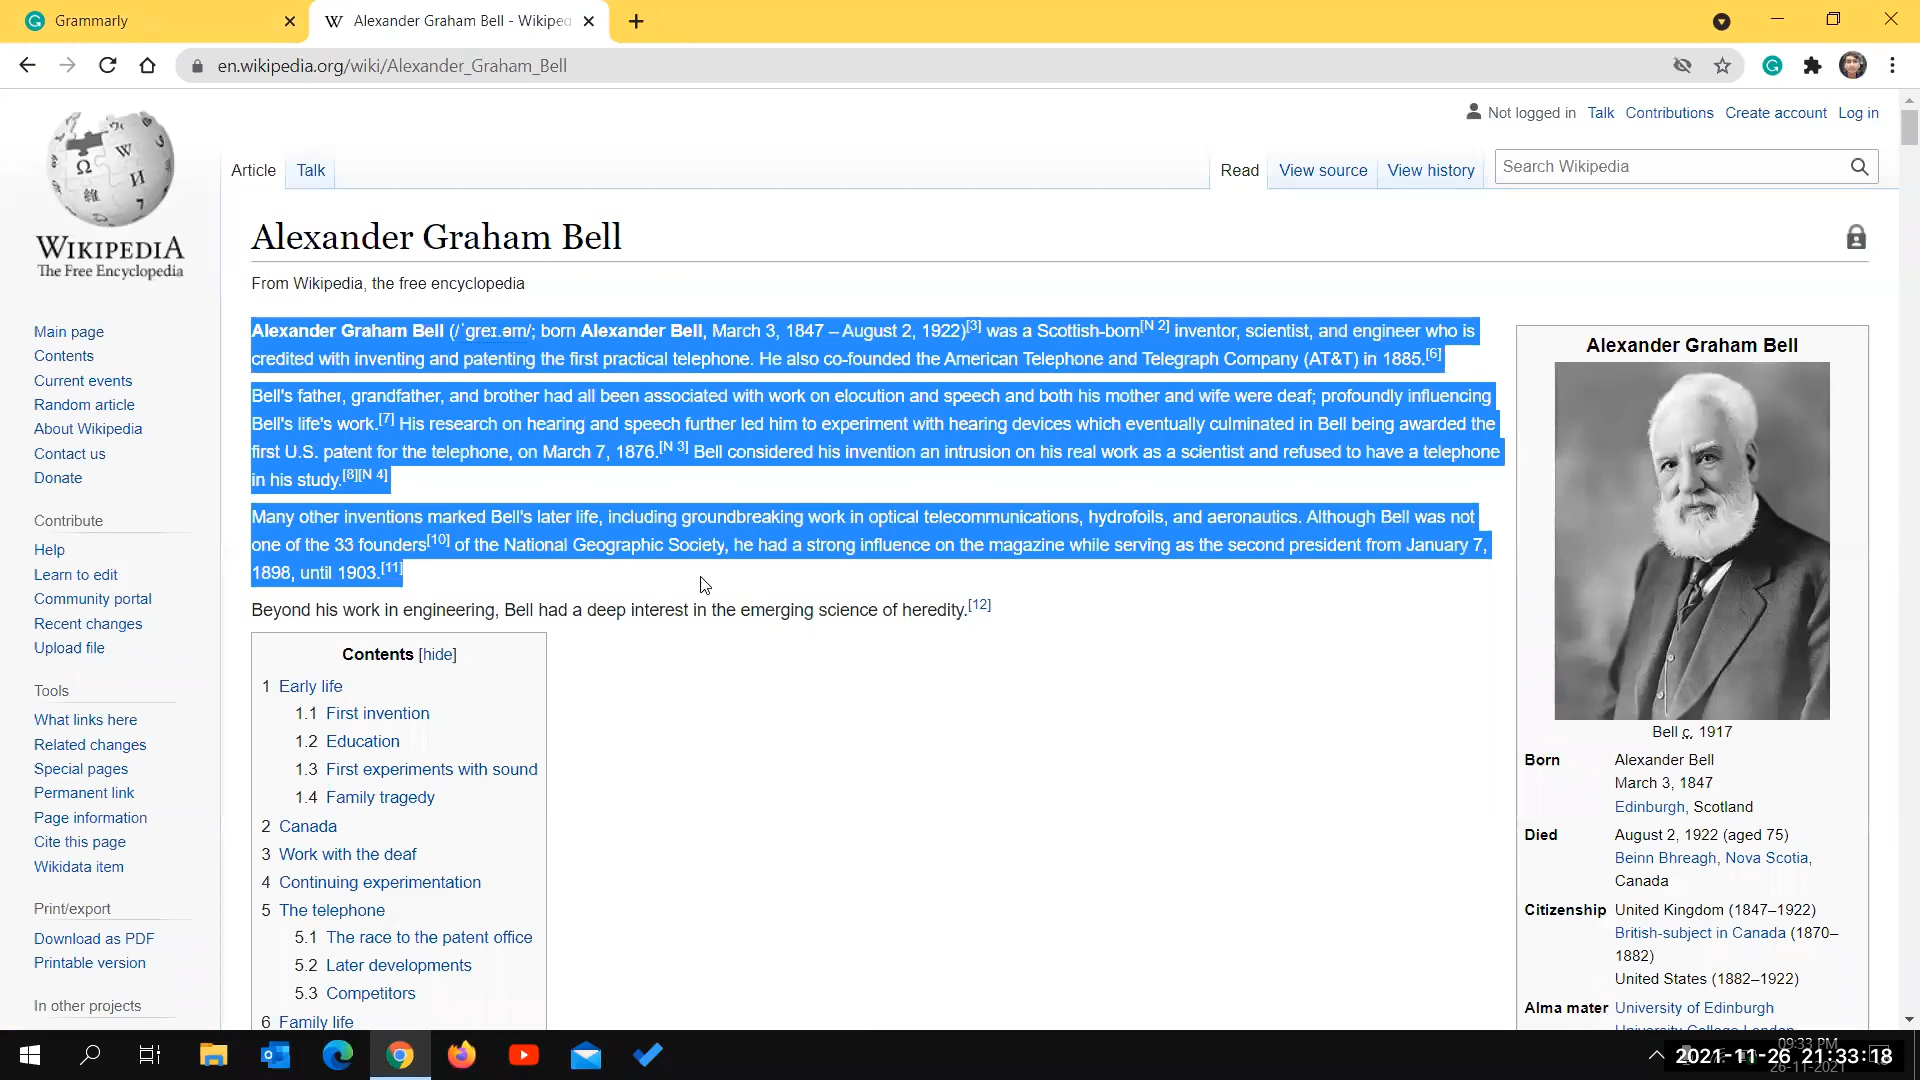 Grammarly
Alexander Graham Bell - Wikiped
en.wikipedia.org/wiki/Alexander_Graham_Bell
Not logged in Talk Contributions Create account Log in
Article Talk Read View source View history Search Wikipedia
WIKIPEDIA
The Free Encyclopedia
Alexander Graham Bell
From Wikipedia, the free encyclopedia
Alexander Graham Bell (/ˈɡreɪ.əm/; born Alexander Bell, March 3, 1847 – August 2, 1922)[3] was a Scottish-born[N 2] inventor, scientist, and engineer who is
credited with inventing and patenting the first practical telephone. He also co-founded the American Telephone and Telegraph Company (AT&T) in 1885.[6]
Bell's father, grandfather, and brother had all been associated with work on elocution and speech and both his mother and wife were deaf; profoundly influencing
Bell's life's work.[7] His research on hearing and speech further led him to experiment with hearing devices which eventually culminated in Bell being awarded the
first U.S. patent for the telephone, on March 7, 1876.[N 3] Bell considered his invention an intrusion on his real work as a scientist and refused to have a telephone
in his study.[8][N 4]
Many other inventions marked Bell's later life, including groundbreaking work in optical telecommunications, hydrofoils, and aeronautics. Although Bell was not
one of the 33 founders[10] of the National Geographic Society, he had a strong influence on the magazine while serving as the second president from January 7,
1898, until 1903.[11]
Beyond his work in engineering, Bell had a deep interest in the emerging science of heredity.[12]
Contents [hide]
1 Early life
1.1 First invention
1.2 Education
1.3 First experiments with sound
1.4 Family tragedy
2 Canada
3 Work with the deaf
4 Continuing experimentation
5 The telephone
5.1 The race to the patent office
5.2 Later developments
5.3 Competitors
6 Family life
Main page
Contents
Current events
Random article
About Wikipedia
Contact us
Donate
Contribute
Help
Learn to edit
Community portal
Recent changes
Upload file
Tools
What links here
Related changes
Special pages
Permanent link
Page information
Cite this page
Wikidata item
Print/export
Download as PDF
Printable version
In other projects
Alexander Graham Bell
Bell c. 1917
Born Alexander Bell
March 3, 1847
Edinburgh, Scotland
Died August 2, 1922 (aged 75)
Beinn Bhreagh, Nova Scotia,
Canada
Citizenship United Kingdom (1847–1922)
British-subject in Canada (1870–
1882)
United States (1882–1922)
Alma mater University of Edinburgh
University College London
09:33 PM
2021-11-26 21:33:18
26-11-2021